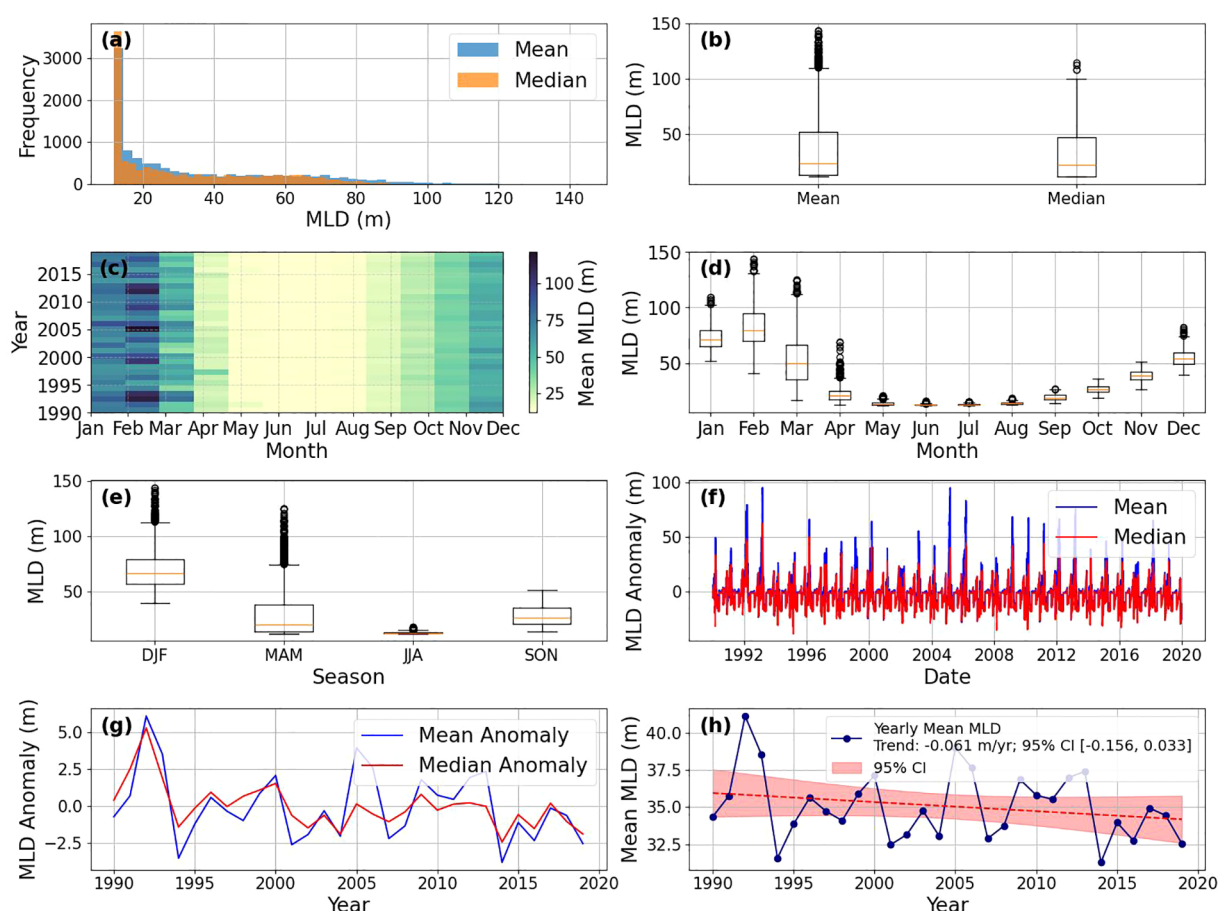 (a)
Mean
Median
Frequency
3000
2000
1000
0
20 40 60 80 100 120 140
MLD (m)
(b)
MLD (m)
150
100
50
Mean Median
(c)
Year
2015
2010
2005
2000
1995
1990
Jan Feb Mar Apr May Jun Jul Aug Sep Oct Nov Dec
Month
100
75
50
25
Mean MLD (m)
(d)
MLD (m)
150
100
50
Jan Feb Mar Apr May Jun Jul Aug Sep Oct Nov Dec
Month
(e)
MLD (m)
150
100
50
DJF MAM JJA SON
Season
(f)
Mean
Median
MLD Anomaly (m)
100
50
0
1992 1996 2000 2004 2008 2012 2016 2020
Date
(g)
Mean Anomaly
Median Anomaly
MLD Anomaly (m)
5.0
2.5
0.0
−2.5
1990 1995 2000 2005 2010 2015 2020
Year
(h)
Yearly Mean MLD
Trend: -0.061 m/yr; 95% CI [-0.156, 0.033]
95% CI
Mean MLD (m)
40.0
37.5
35.0
32.5
1990 1995 2000 2005 2010 2015 2020
Year